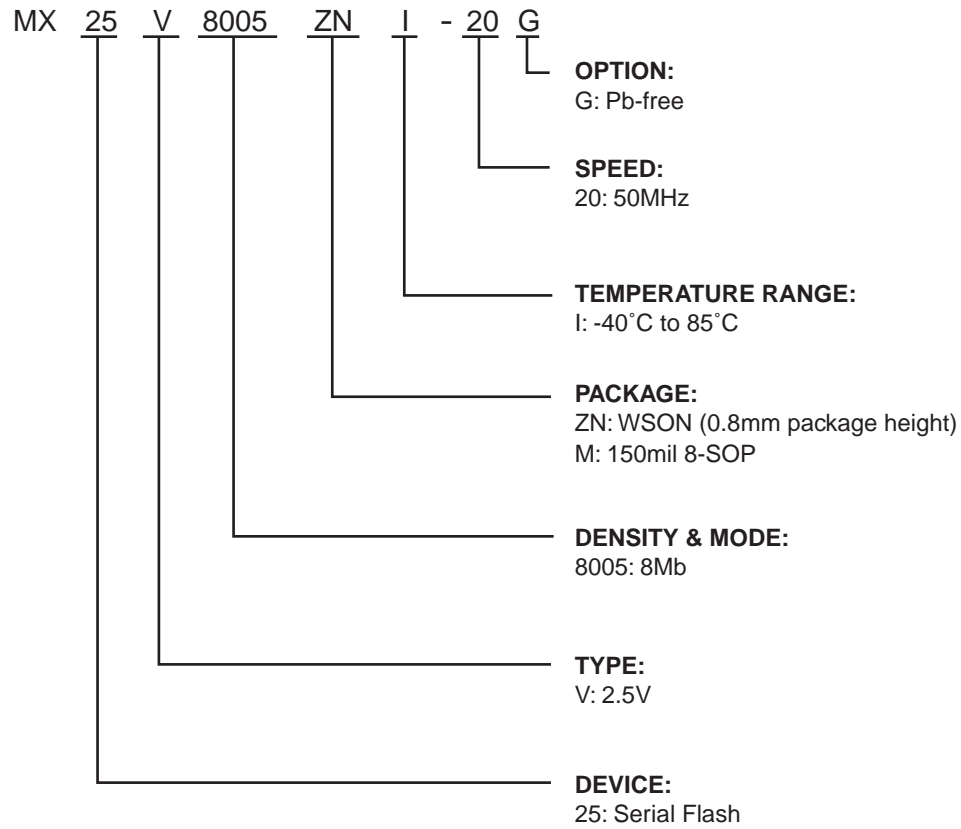 MX 25 V 8005 ZN I - 20 G
OPTION:
G: Pb-free
SPEED:
20: 50MHz
TEMPERATURE RANGE:
I: -40˚C to 85˚C
PACKAGE:
ZN: WSON (0.8mm package height)
M: 150mil 8-SOP
DENSITY & MODE:
8005: 8Mb
TYPE:
V: 2.5V
DEVICE:
25: Serial Flash